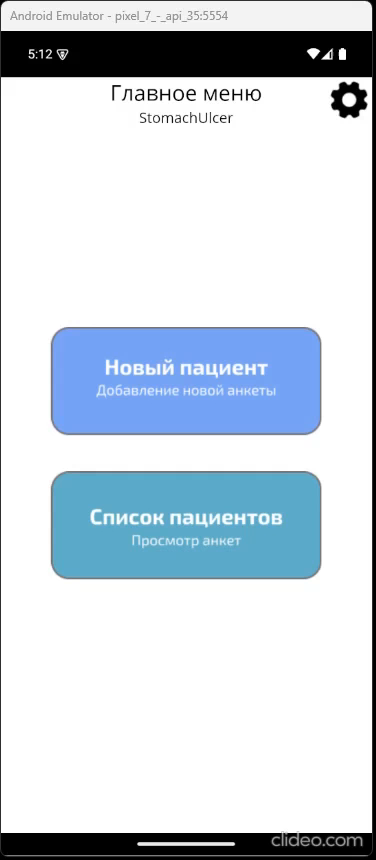 Android Emulator - pixel_7_-_api_35:5554
5:12
Главное меню
StomachUlcer
Новый пациент
Добавление новой анкеты
Список пациентов
Просмотр анкет
clideo.com